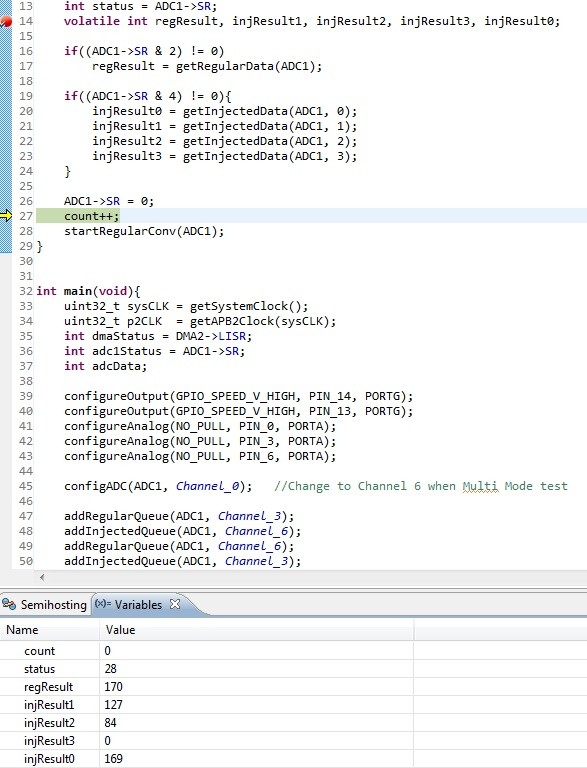 13 int status = ADC1->SR;
14 volatile int regResult, injResult1, injResult2, injResult3, injResult0;
15
16 if((ADC1->SR & 2) != 0)
17 regResult = getRegularData(ADC1);
18
19 if((ADC1->SR & 4) != 0){
20 injResult0 = getInjectedData(ADC1, 0);
21 injResult1 = getInjectedData(ADC1, 1);
22 injResult2 = getInjectedData(ADC1, 2);
23 injResult3 = getInjectedData(ADC1, 3);
24 }
25
26 ADC1->SR = 0;
27 count++;
28 startRegularConv(ADC1);
29 }
30
31
32 int main(void){
33 uint32_t sysCLK = getSystemClock();
34 uint32_t p2CLK = getAPB2Clock(sysCLK);
35 int dmaStatus = DMA2->LISR;
36 int adc1Status = ADC1->SR;
37 int adcData;
38
39 configureOutput(GPIO_SPEED_V_HIGH, PIN_14, PORTG);
40 configureOutput(GPIO_SPEED_V_HIGH, PIN_13, PORTG);
41 configureAnalog(NO_PULL, PIN_0, PORTA);
42 configureAnalog(NO_PULL, PIN_3, PORTA);
43 configureAnalog(NO_PULL, PIN_6, PORTA);
44
45 configADC(ADC1, Channel_0); //Change to Channel 6 when Multi Mode test
46
47 addRegularQueue(ADC1, Channel_3);
48 addInjectedQueue(ADC1, Channel_6);
49 addRegularQueue(ADC1, Channel_6);
50 addInjectedQueue(ADC1, Channel_3);
Semihosting (x)= Variables
Name Value
count 0
status 28
regResult 170
injResult1 127
injResult2 84
injResult3 0
injResult0 169